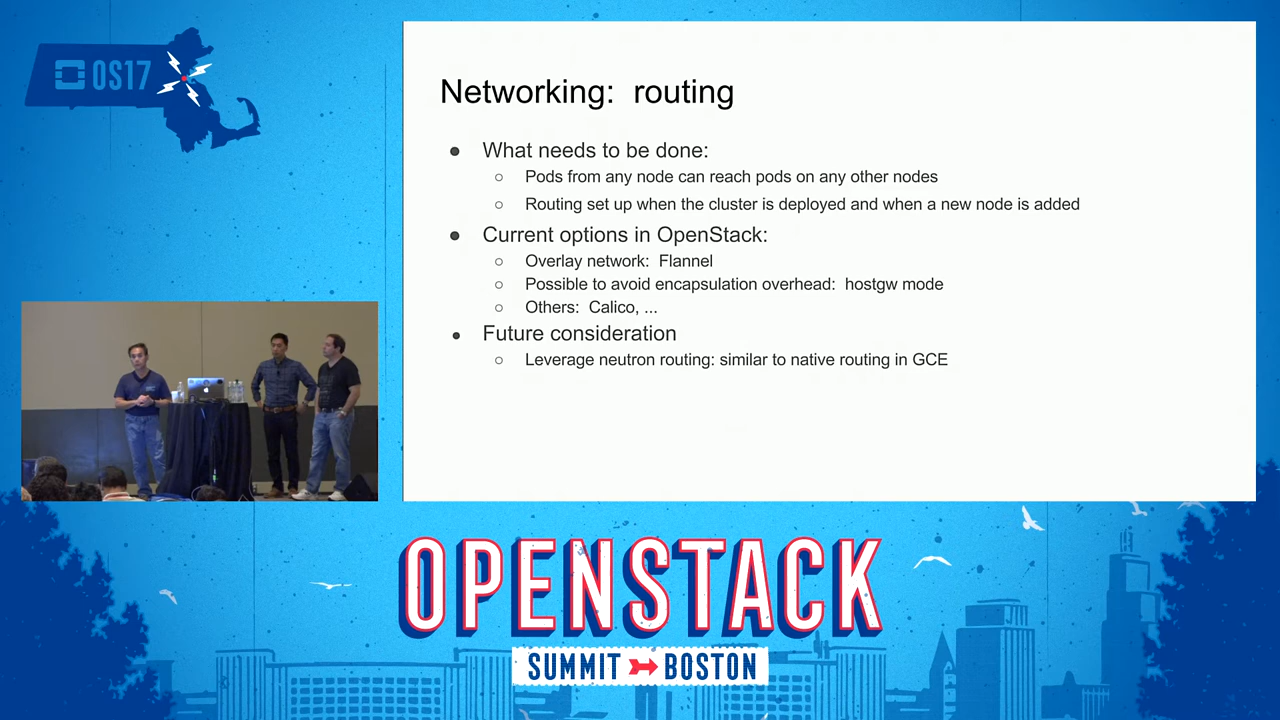 OS17
Networking: routing
● What needs to be done:
○ Pods from any node can reach pods on any other nodes
○ Routing set up when the cluster is deployed and when a new node is added
● Current options in OpenStack:
○ Overlay network: Flannel
○ Possible to avoid encapsulation overhead: hostgw mode
○ Others: Calico, ...
● Future consideration
○ Leverage neutron routing: similar to native routing in GCE
OPENSTACK
SUMMIT BOSTON